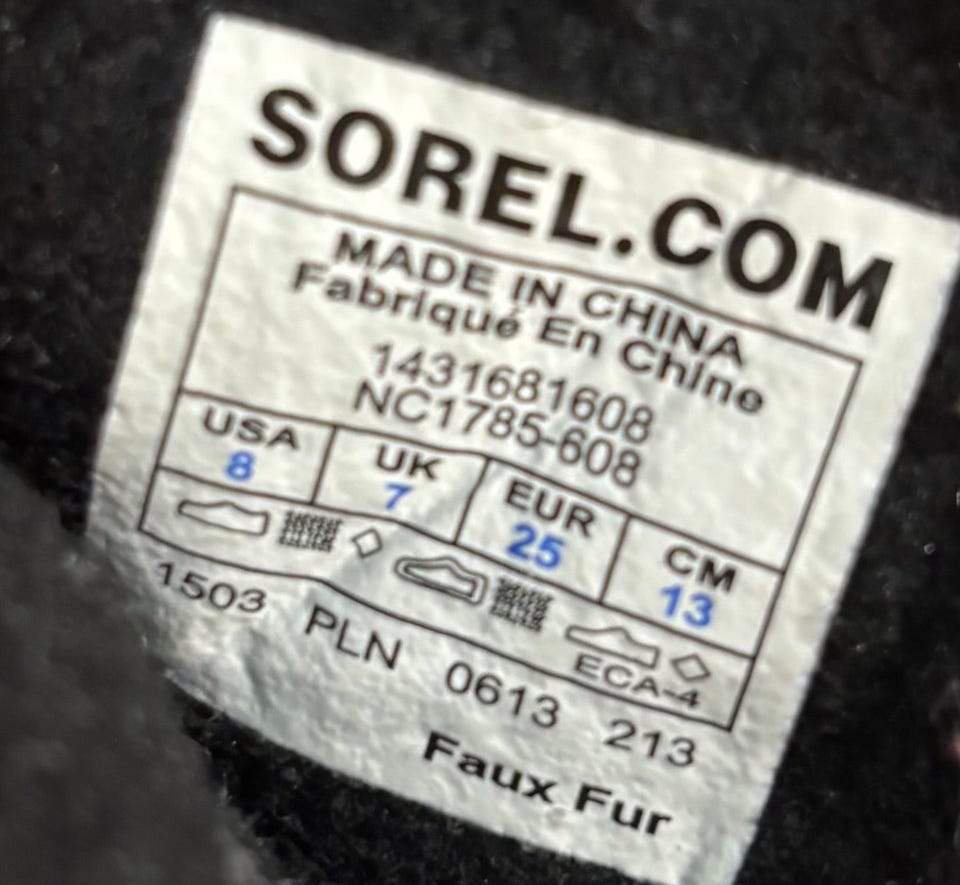 SOREL.COM
MADE IN CHINA
Fabriqué En Chine
1431681608
NC1785-608
USA UK EUR CM
8 7 25 13
ECA-4
1503 PLN 0613 213
Faux Fur